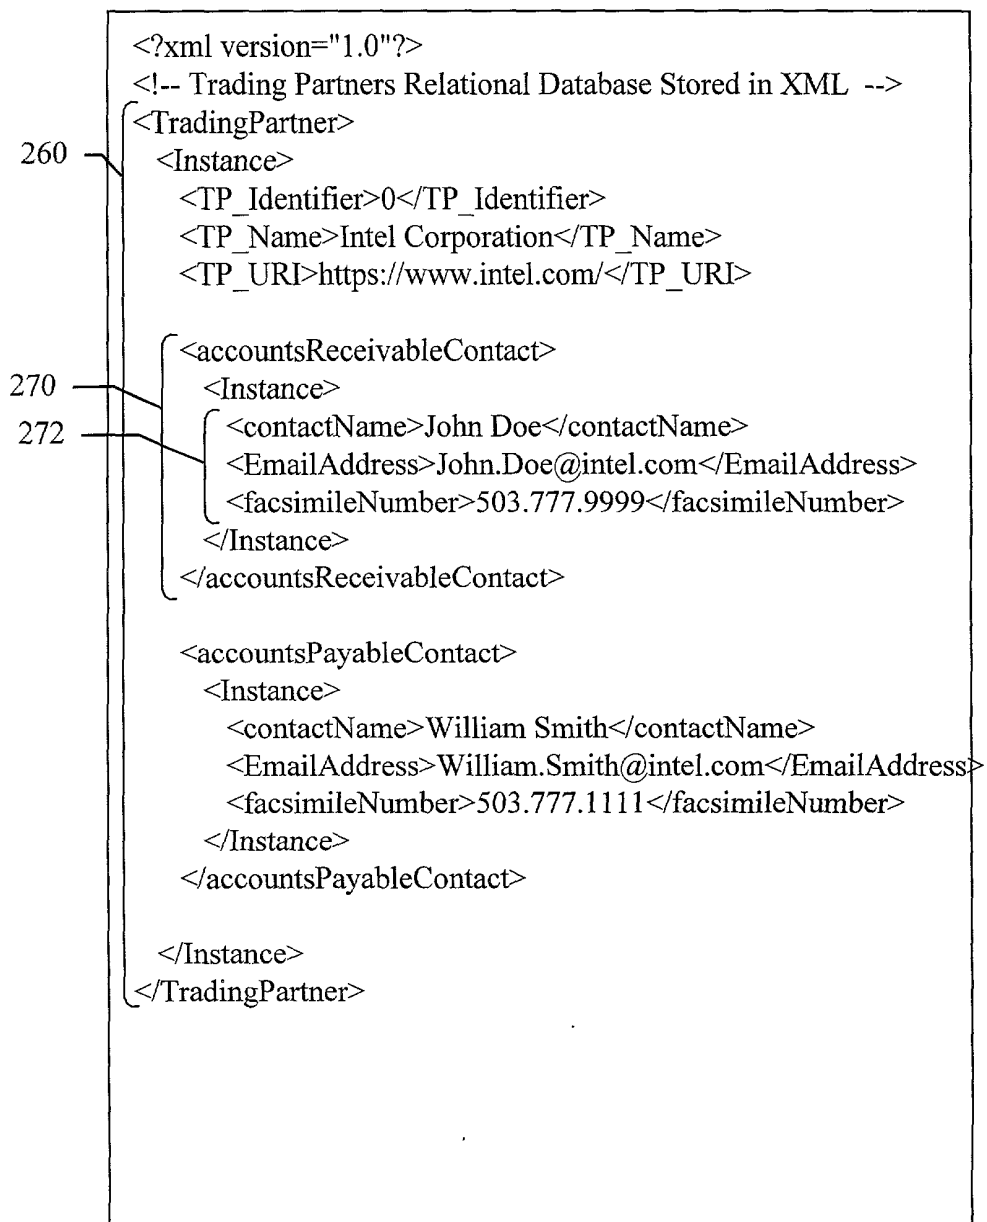 <?xml version="1.0"?>
<!-- Trading Partners Relational Database Stored in XML -->
<TradingPartner>
260
<Instance>
<TP_Identifier>0</TP_Identifier>
<TP_Name>Intel Corporation</TP_Name>
<TP_URI>https://www.intel.com/</TP_URI>
<accountsReceivableContact>
270
<Instance>
272
<contactName>John Doe</contactName>
<EmailAddress>John.Doe@intel.com</EmailAddress>
<facsimileNumber>503.777.9999</facsimileNumber>
</Instance>
</accountsReceivableContact>
<accountsPayableContact>
<Instance>
<contactName>William Smith</contactName>
<EmailAddress>William.Smith@intel.com</EmailAddress>
<facsimileNumber>503.777.1111</facsimileNumber>
</Instance>
</accountsPayableContact>
</Instance>
</TradingPartner>